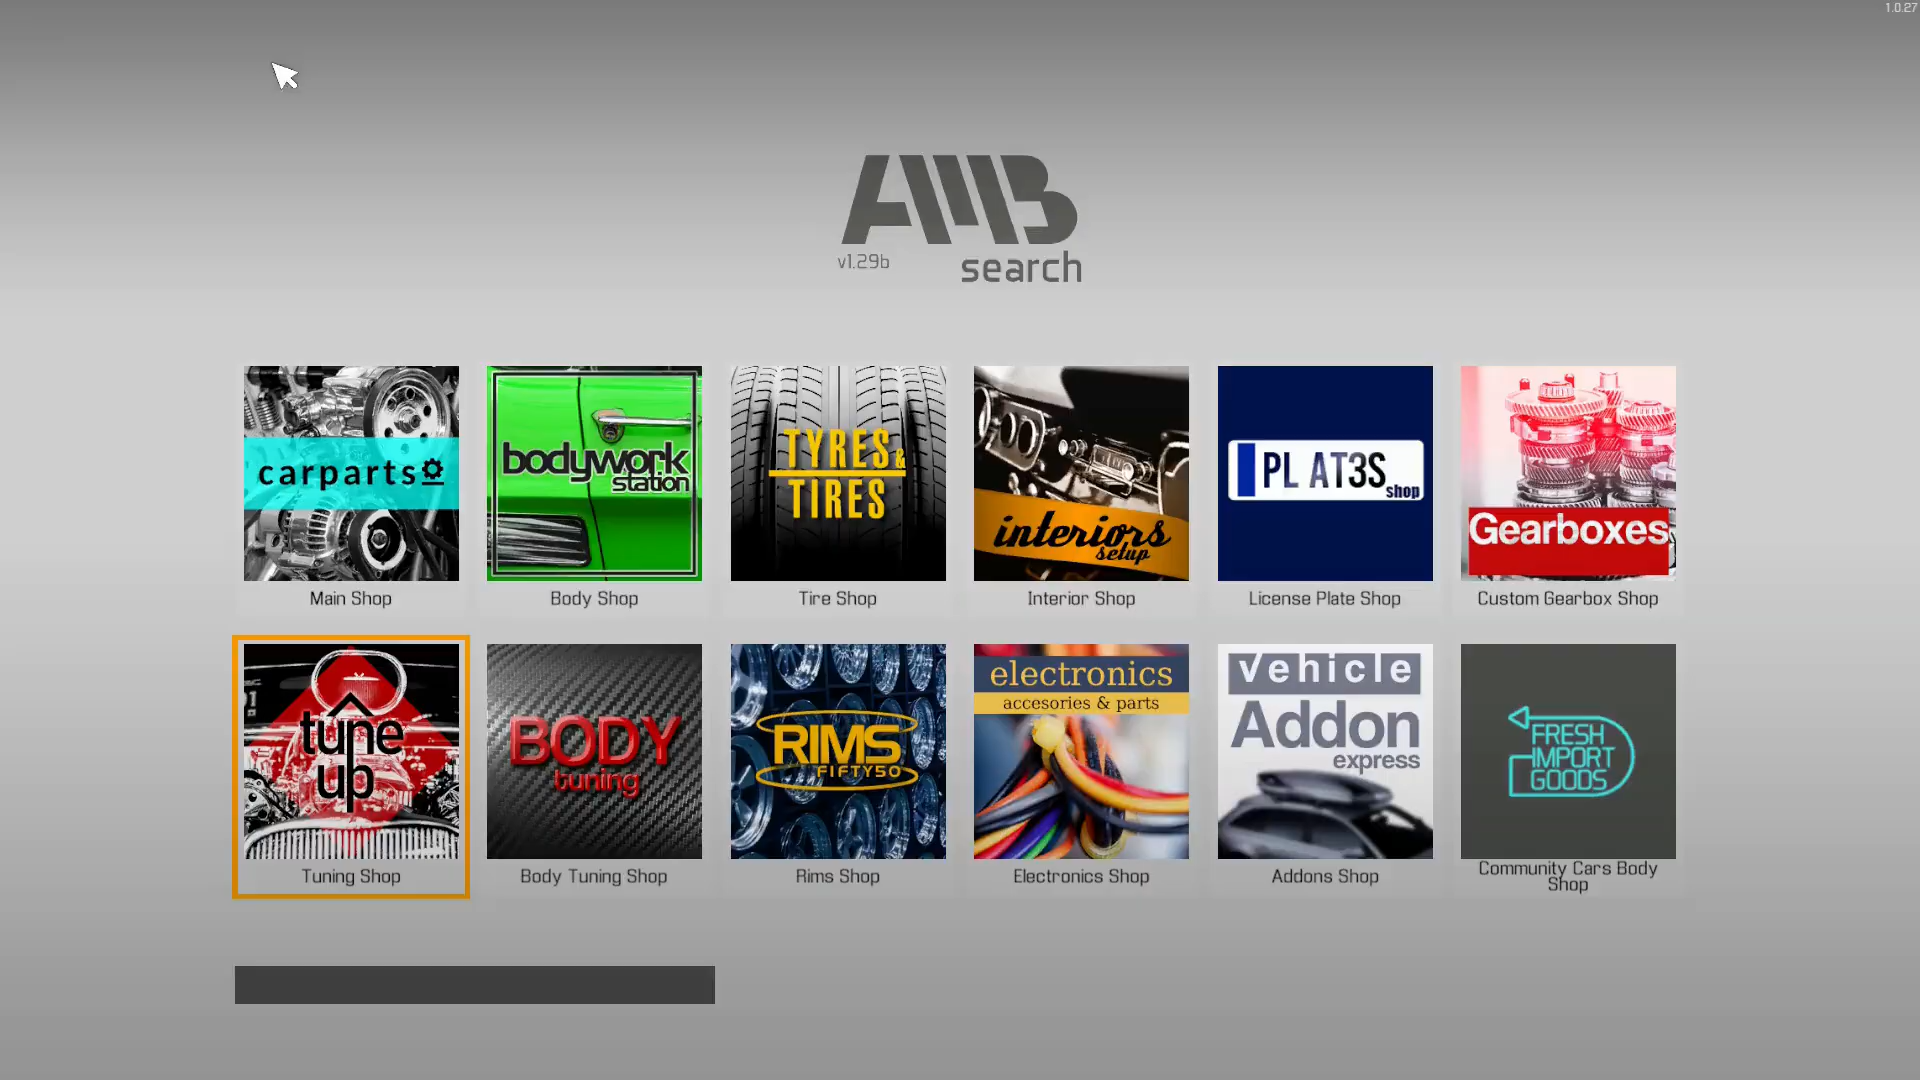 1.0.27
AMB
v1.29b
search
carparts
bodywork
station
TYRES &
TIRES
interiors
setup
PL AT3S
shop
Gearboxes
Main Shop
Body Shop
Tire Shop
Interior Shop
License Plate Shop
Custom Gearbox Shop
tune
up
BODY
tuning
RIMS
FIFTY50
electronics
accesories & parts
vehicle
Addon
express
FRESH
IMPORT
GOODS
Tuning Shop
Body Tuning Shop
Rims Shop
Electronics Shop
Addons Shop
Community Cars Body
Shop